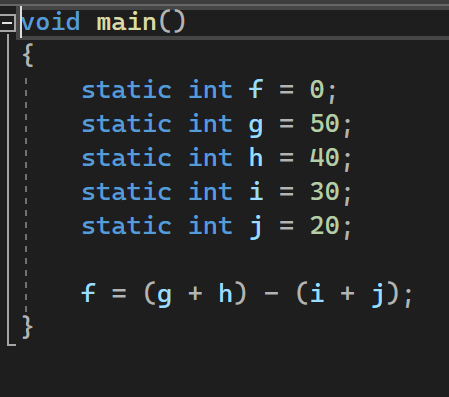 void main()
{
    static int f = 0;
    static int g = 50;
    static int h = 40;
    static int i = 30;
    static int j = 20;

    f = (g + h) - (i + j);
}